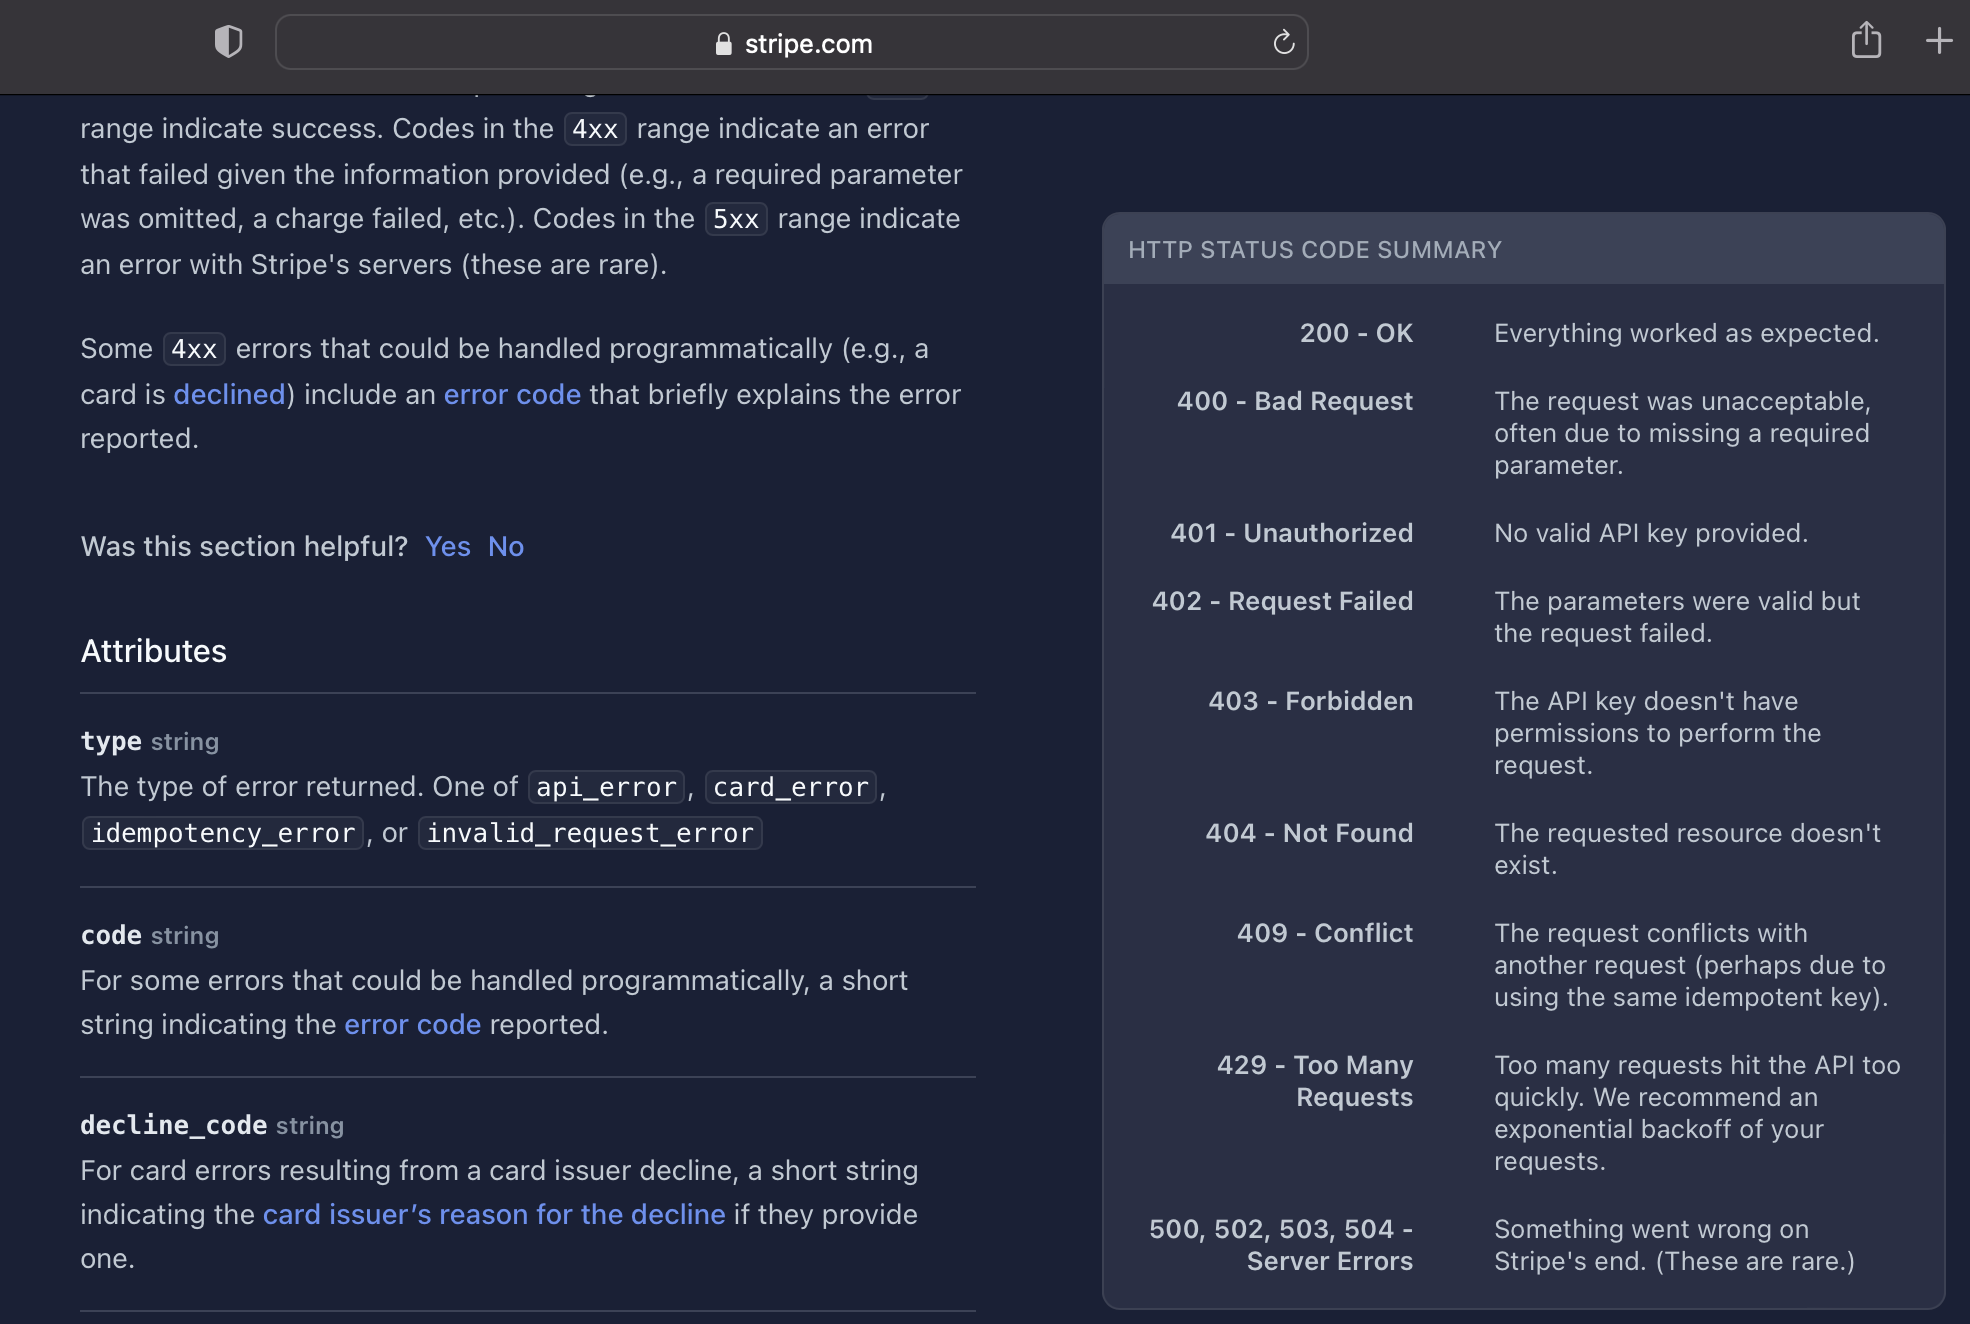 stripe.com
range indicate success. Codes in the 4xx range indicate an error
that failed given the information provided (e.g., a required parameter
was omitted, a charge failed, etc.). Codes in the 5xx range indicate
an error with Stripe's servers (these are rare).
Some 4xx errors that could be handled programmatically (e.g., a
card is declined) include an error code that briefly explains the error
reported.
Was this section helpful? Yes No
Attributes
type string
The type of error returned. One of api_error, card_error,
idempotency_error, or invalid_request_error
code string
For some errors that could be handled programmatically, a short
string indicating the error code reported.
decline_code string
For card errors resulting from a card issuer decline, a short string
indicating the card issuer’s reason for the decline if they provide
one.
HTTP STATUS CODE SUMMARY
200 - OK
Everything worked as expected.
400 - Bad Request
The request was unacceptable,
often due to missing a required
parameter.
401 - Unauthorized
No valid API key provided.
402 - Request Failed
The parameters were valid but
the request failed.
403 - Forbidden
The API key doesn't have
permissions to perform the
request.
404 - Not Found
The requested resource doesn't
exist.
409 - Conflict
The request conflicts with
another request (perhaps due to
using the same idempotent key).
429 - Too Many
Requests
Too many requests hit the API too
quickly. We recommend an
exponential backoff of your
requests.
500, 502, 503, 504 -
Server Errors
Something went wrong on
Stripe's end. (These are rare.)